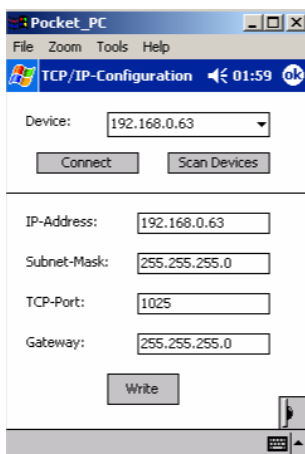 Pocket_PC
File Zoom Tools Help
TCP/IP-Configuration 01:59 ok
Device: 192.168.0.63
Connect Scan Devices
IP-Address: 192.168.0.63
Subnet-Mask: 255.255.255.0
TCP-Port: 1025
Gateway: 255.255.255.0
Write